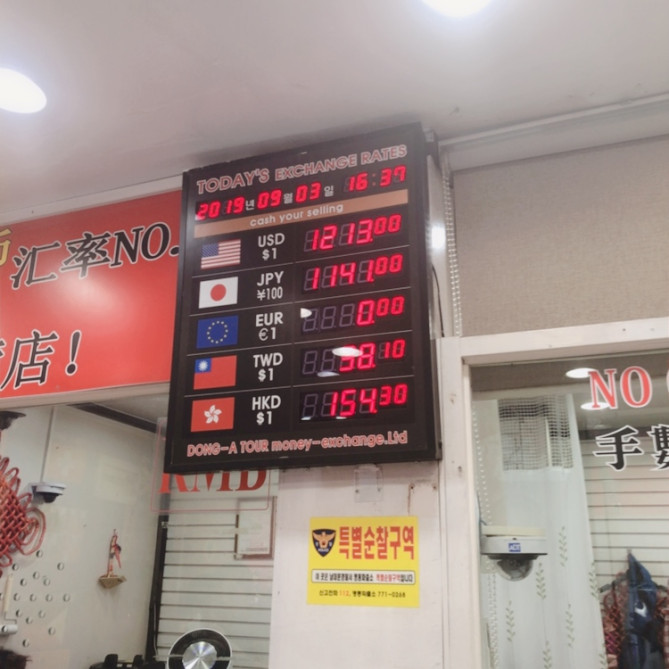 TODAY'S EXCHANGE RATES
2019년 09월 03일 16:37
cash your selling
USD $1 1213.00
JPY ¥100 1141.00
EUR €1 0.00
TWD $1 38.10
HKD $1 154.30
DONG-A TOUR money-exchange.Ltd
汇率NO.
店!
RMB
NO
手數
특별순찰구역